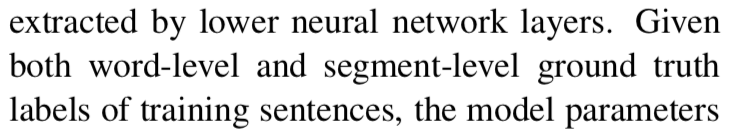 extracted by lower neural network layers. Given
both word-level and segment-level ground truth
labels of training sentences, the model parameters